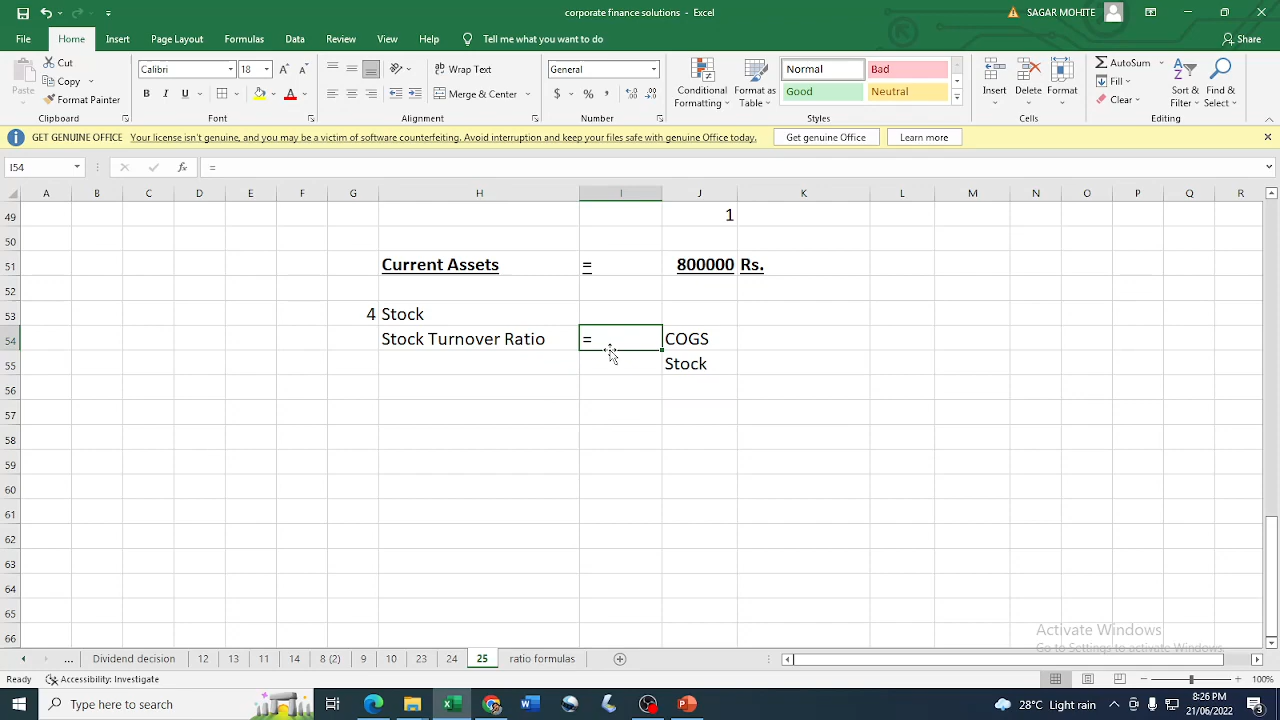 corporate finance solutions - Excel
SAGAR MOHITE
File Home Insert Page Layout Formulas Data Review View Help Tell me what you want to do Share
Paste
Cut
Copy
Format Painter
Clipboard
Calibri 18
B I U
Font
Wrap Text
Merge & Center
Alignment
General
$ % ,
Number
Conditional Formatting
Format as Table
Normal Bad
Good Neutral
Styles
Insert Delete Format
Cells
AutoSum
Fill
Clear
Sort & Filter
Find & Select
Editing
GET GENUINE OFFICE Your license isn't genuine, and you may be a victim of software counterfeiting. Avoid interruption and keep your files safe with genuine Office today. Get genuine Office Learn more
I54 fx =
A B C D E F G H I J K L M N O P Q R
49 1
50
51 Current Assets = 800000 Rs.
52
53 4 Stock
54 Stock Turnover Ratio = COGS
55 Stock
56
57
58
59
60
61
62
63
64
65
66
Activate Windows
Go to Settings to activate Windows.
... Dividend decision 12 13 11 14 8 (2) 9 10 23 24 25 ratio formulas
Ready Accessibility: Investigate 100%
Type here to search
28°C Light rain
8:26 PM
21/06/2022